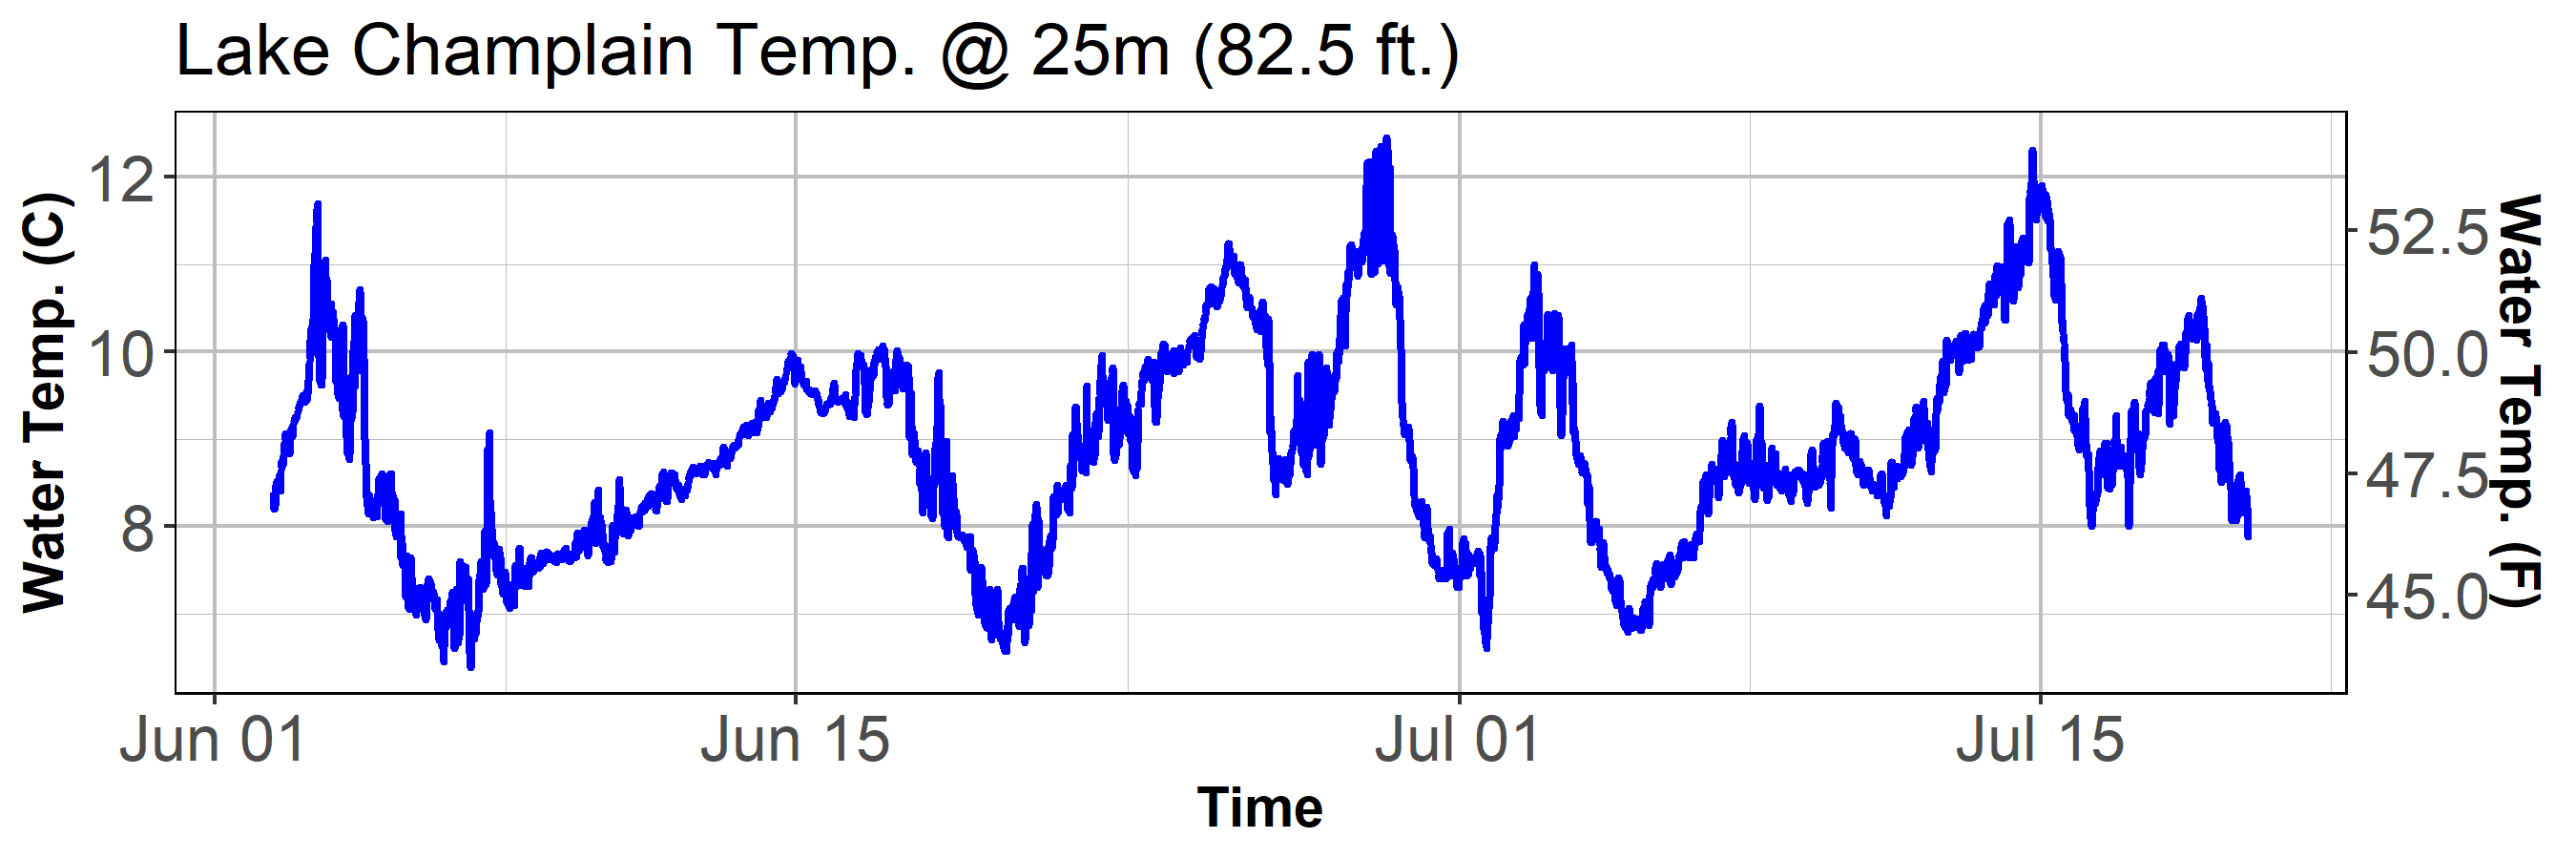 Lake Champlain Temp. @ 25m (82.5 ft.)
Water Temp. (C)
12
10
8
52.5
50.0
47.5
45.0
Water Temp. (F)
Jun 01
Jun 15
Jul 01
Jul 15
Time